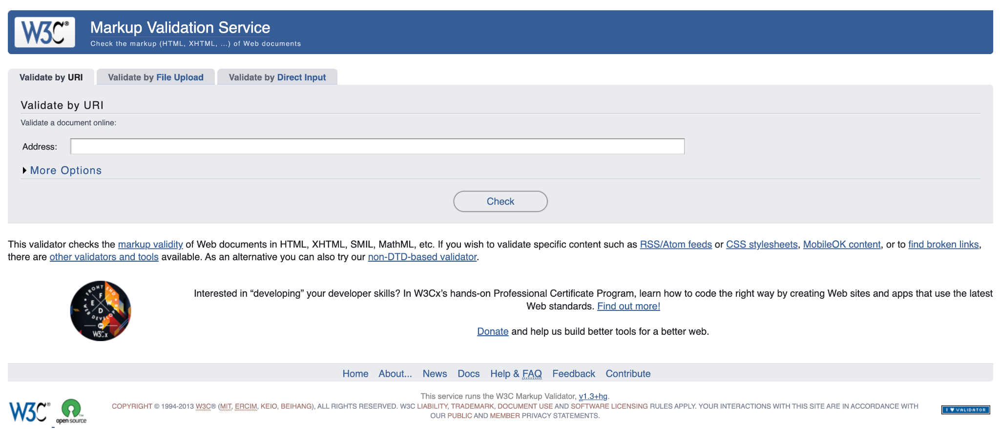 W3C®
Markup Validation Service
Check the markup (HTML, XHTML, ...) of Web documents
Validate by URI
Validate by File Upload
Validate by Direct Input
Validate by URI
Validate a document online:
Address:
More Options
Check
This validator checks the markup validity of Web documents in HTML, XHTML, SMIL, MathML, etc. If you wish to validate specific content such as RSS/Atom feeds or CSS stylesheets, MobileOK content, or to find broken links,
there are other validators and tools available. As an alternative you can also try our non-DTD-based validator.
FRONT END
F E W D
WEB DEVELOPER
BY
W3Cx
Interested in “developing” your developer skills? In W3Cx’s hands-on Professional Certificate Program, learn how to code the right way by creating Web sites and apps that use the latest
Web standards. Find out more!
Donate and help us build better tools for a better web.
Home About... News Docs Help & FAQ Feedback Contribute
This service runs the W3C Markup Validator, v1.3+hg.
W3C®
open source™
COPYRIGHT © 1994-2013 W3C® (MIT, ERCIM, KEIO, BEIHANG), ALL RIGHTS RESERVED. W3C LIABILITY, TRADEMARK, DOCUMENT USE AND SOFTWARE LICENSING RULES APPLY. YOUR INTERACTIONS WITH THIS SITE ARE IN ACCORDANCE WITH
OUR PUBLIC AND MEMBER PRIVACY STATEMENTS.
I ♥ VALIDATOR